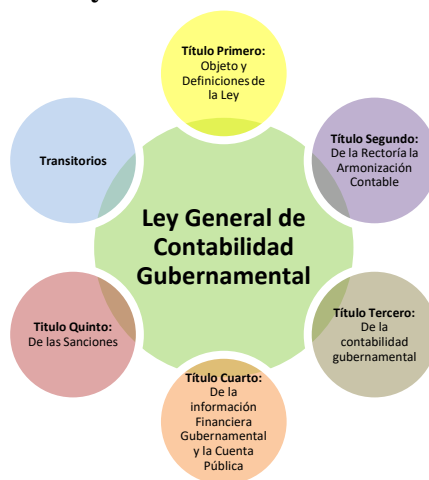 Título Primero:
Objeto y
Definiciones de
la Ley
Título Segundo:
De la Rectoría la
Armonización
Contable
Título Tercero:
De la
contabilidad
gubernamental
Título Cuarto:
De la
información
Financiera
Gubernamental
y la Cuenta
Pública
Titulo Quinto:
De las Sanciones
Transitorios
Ley General de
Contabilidad
Gubernamental